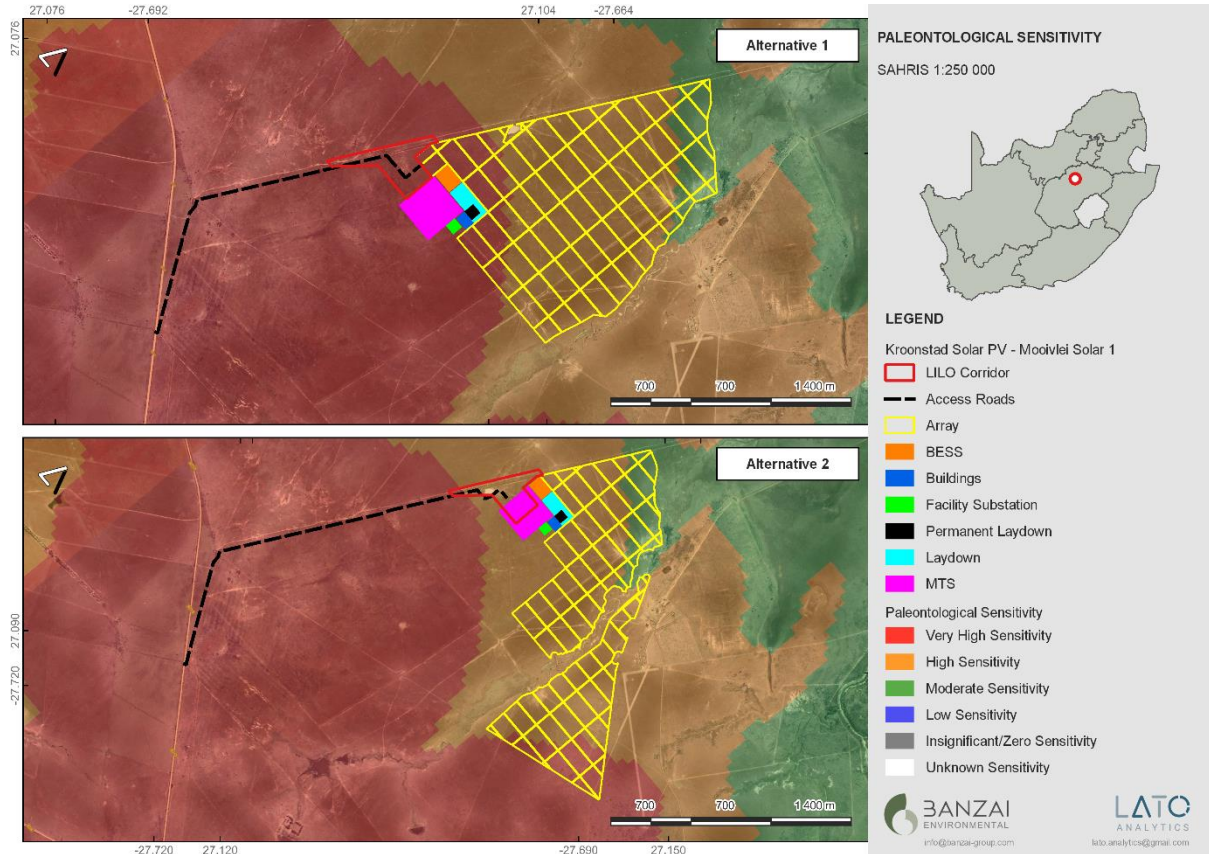 27.076
-27.692
27.104
-27.664
27.076
Alternative 1
700
700
1 400 m
Alternative 2
27.090
-27.720
700
700
1 400 m
-27.720
27.120
-27.690
27.150
PALEONTOLOGICAL SENSITIVITY
SAHRIS 1:250 000
LEGEND
Kroonstad Solar PV - Mooivlei Solar 1
LILO Corridor
Access Roads
Array
BESS
Buildings
Facility Substation
Permanent Laydown
Laydown
MTS
Paleontological Sensitivity
Very High Sensitivity
High Sensitivity
Moderate Sensitivity
Low Sensitivity
Insignificant/Zero Sensitivity
Unknown Sensitivity
BANZAI
ENVIRONMENTAL
info@banzai-group.com
LATO
ANALYTICS
lato.analytics@gmail.com